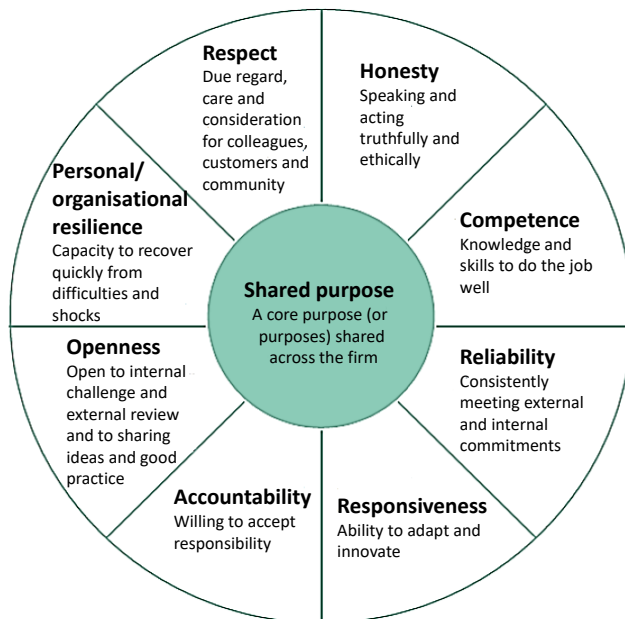 Respect
Due regard,
care and
consideration
for colleagues,
customers and
community
Honesty
Speaking and
acting
truthfully and
ethically
Competence
Knowledge and
skills to do the job
well
Reliability
Consistently
meeting external
and internal
commitments
Responsiveness
Ability to adapt and
innovate
Accountability
Willing to accept
responsibility
Openness
Open to internal
challenge and
external review
and to sharing
ideas and good
practice
Personal/
organisational
resilience
Capacity to recover
quickly from
difficulties and
shocks
Shared purpose
A core purpose (or
purposes) shared
across the firm